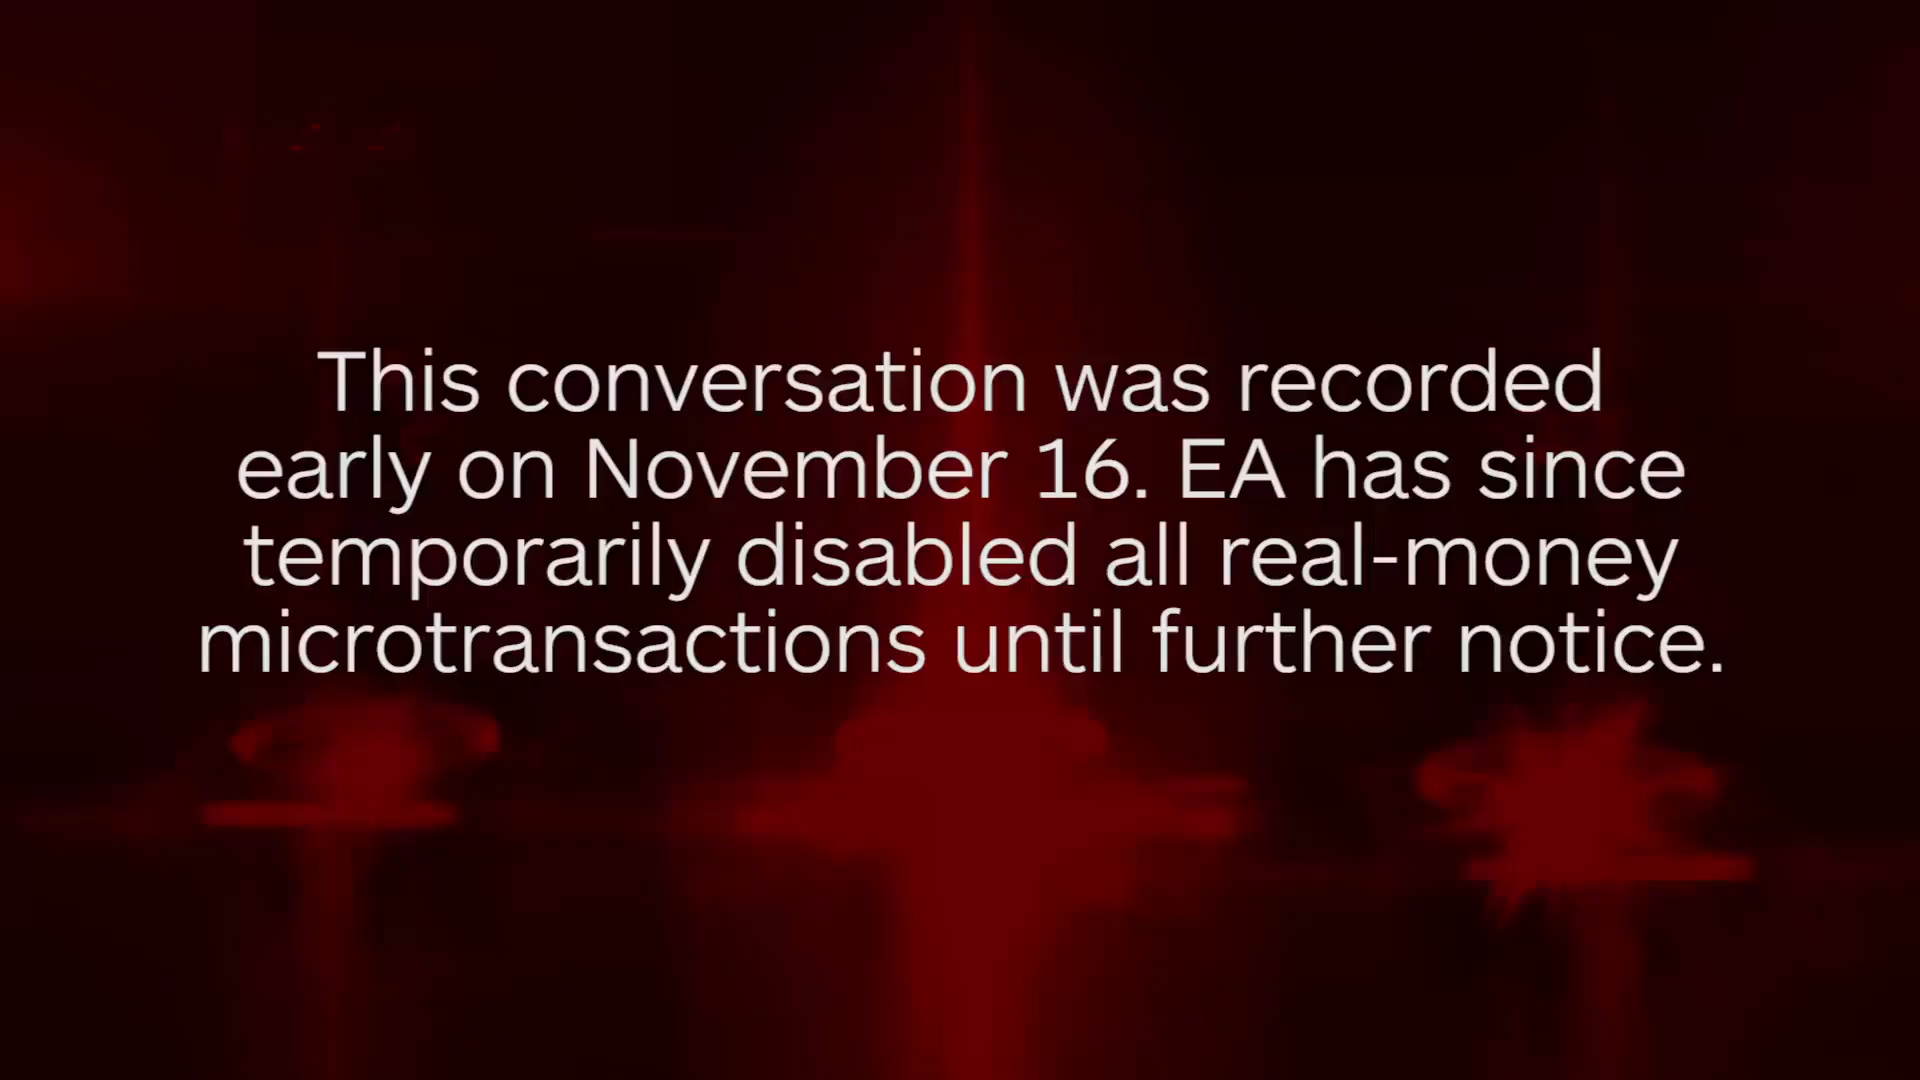 This conversation was recorded
early on November 16. EA has since
temporarily disabled all real-money
microtransactions until further notice.